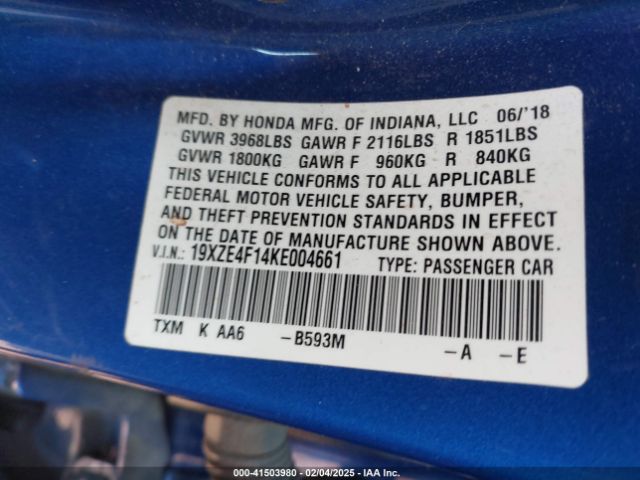 MFD. BY HONDA MFG. OF INDIANA, LLC 06/'18
GVWR 3968LBS GAWR F 2116LBS R 1851LBS
GVWR 1800KG GAWR F 960KG R 840KG
THIS VEHICLE CONFORMS TO ALL APPLICABLE
FEDERAL MOTOR VEHICLE SAFETY, BUMPER,
AND THEFT PREVENTION STANDARDS IN EFFECT
ON THE DATE OF MANUFACTURE SHOWN ABOVE.
V.I.N.: 19XZE4F14KE004661 TYPE: PASSENGER CAR
TXM K AA6 -B593M -A -E
000-41503980 - 02/04/2025 - IAA Inc.